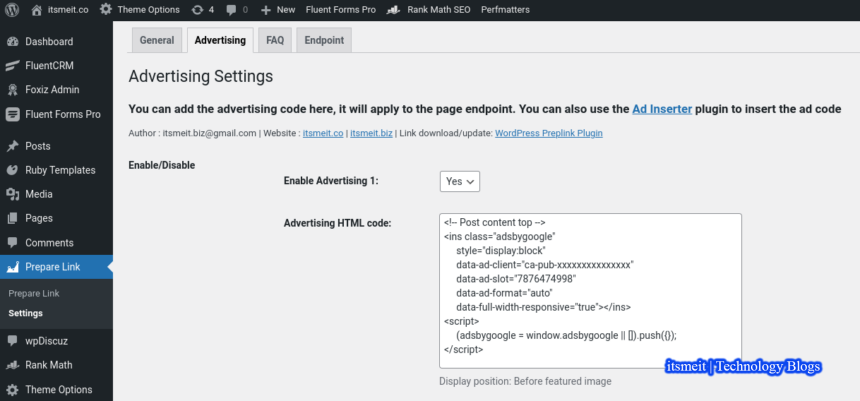 itsmeit.co Theme Options 4 0 New Fluent Forms Pro Rank Math SEO Perfmatters
Dashboard
FluentCRM
Foxiz Admin
Fluent Forms Pro
Posts
Ruby Templates
Media
Pages
Comments
Prepare Link
Prepare Link
Settings
wpDiscuz
Rank Math
Theme Options
General Advertising FAQ Endpoint
Advertising Settings
You can add the advertising code here, it will apply to the page endpoint. You can also use the Ad Inserter plugin to insert the ad code
Author : itsmeit.biz@gmail.com | Website : itsmeit.co | itsmeit.biz | Link download/update: WordPress Preplink Plugin
Enable/Disable
Enable Advertising 1: Yes
Advertising HTML code:
<!-- Post content top -->
<ins class="adsbygoogle"
style="display:block"
data-ad-client="ca-pub-xxxxxxxxxxxxxxx"
data-ad-slot="7876474998"
data-ad-format="auto"
data-full-width-responsive="true"></ins>
<script>
(adsbygoogle = window.adsbygoogle || []).push({});
</script>
Display position: Before featured image
itsmeit | Technology Blogs